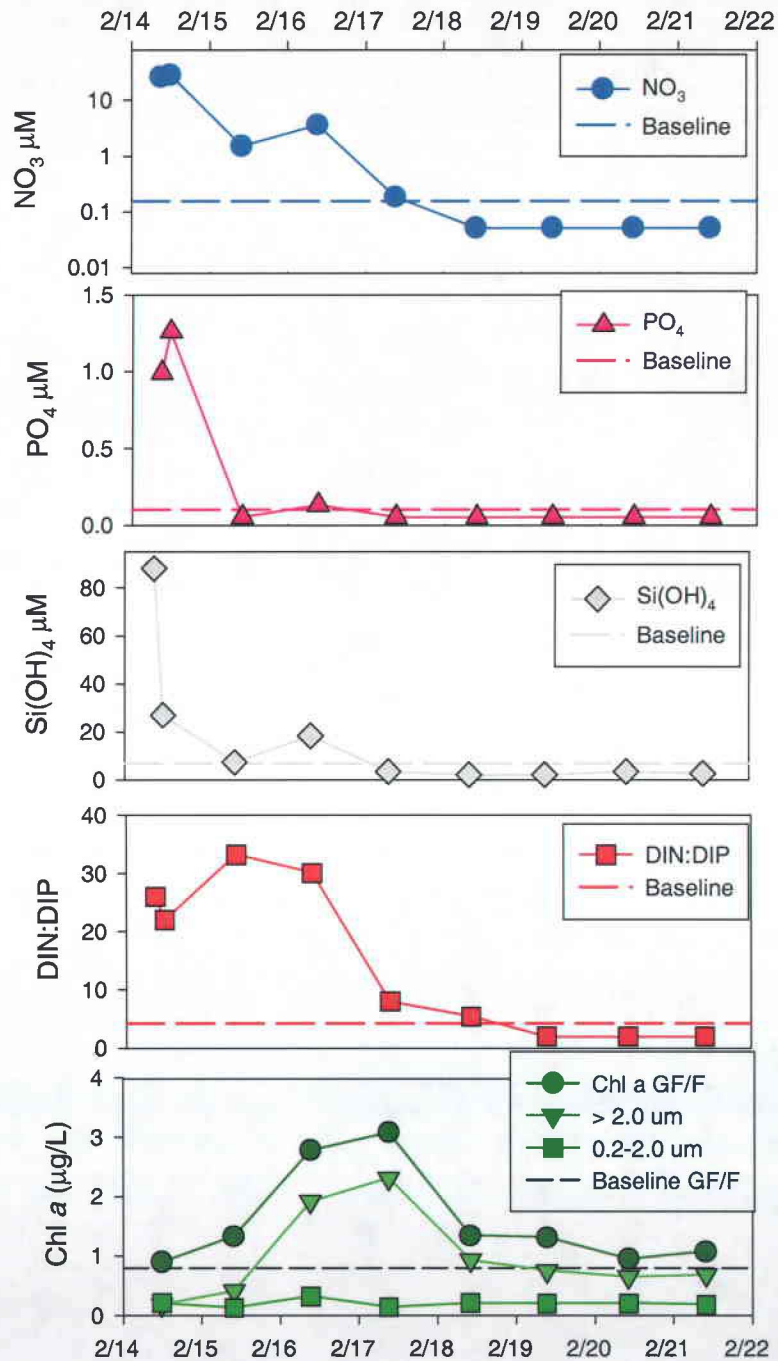 2/14 2/15 2/16 2/17 2/18 2/19 2/20 2/21 2/22
NO₃ µM
10
1
0.1
0.01
NO₃
Baseline
PO₄ µM
1.5
1.0
0.5
0.0
PO₄
Baseline
Si(OH)₄ µM
80
60
40
20
0
Si(OH)₄
Baseline
DIN:DIP
40
30
20
10
0
DIN:DIP
Baseline
Chl a (µg/L)
4
3
2
1
0
Chl a GF/F
> 2.0 um
0.2-2.0 um
Baseline GF/F
2/14 2/15 2/16 2/17 2/18 2/19 2/20 2/21 2/22